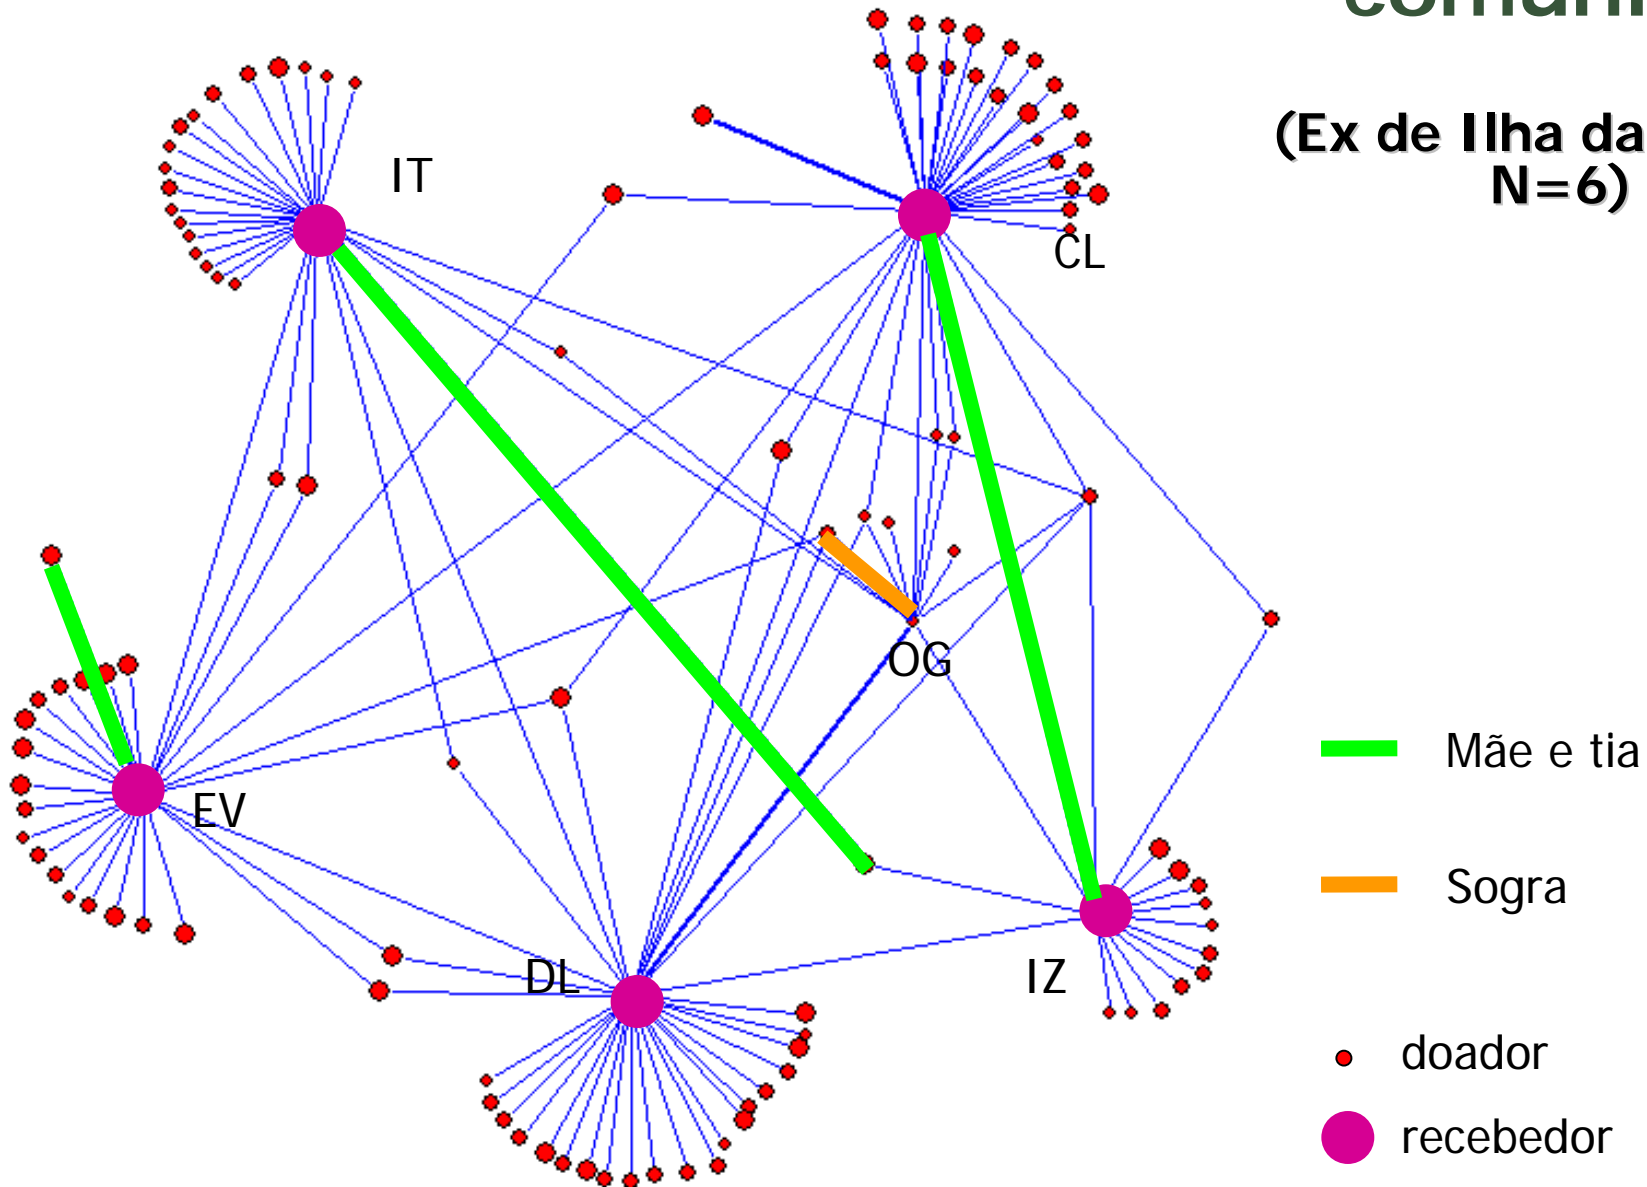 (Ex de Ilha da
N=6)
IT
CL
OG
EV
DL
IZ
Mãe e tia
Sogra
doador
recebedor